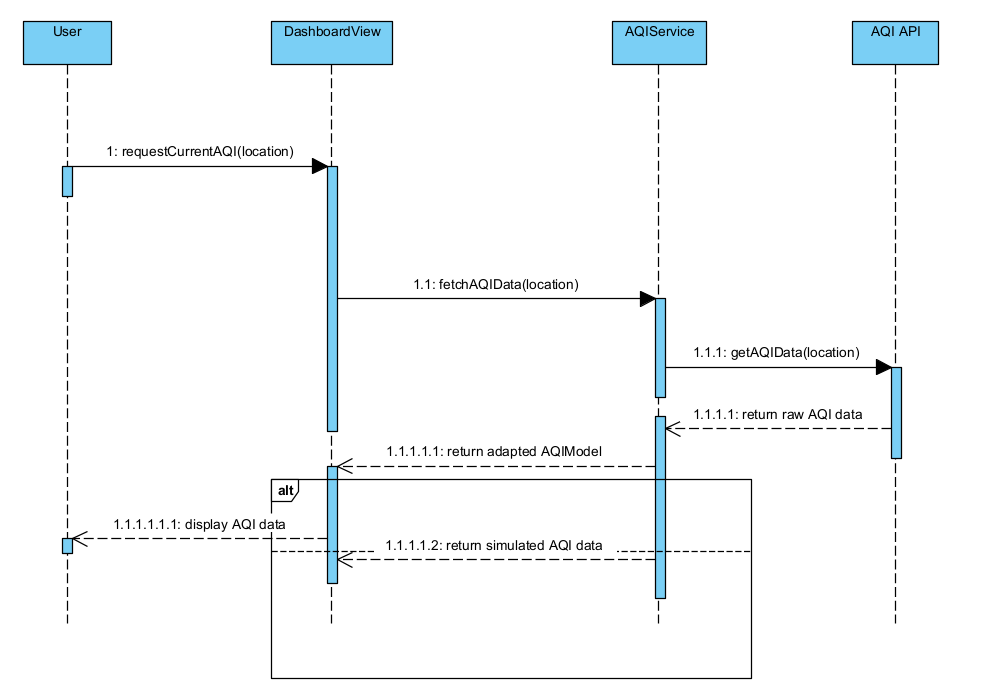 User
DashboardView
AQIService
AQI API
1: requestCurrentAQI(location)
1.1: fetchAQIData(location)
1.1.1: getAQIData(location)
1.1.1.1: return raw AQI data
1.1.1.1.1: return adapted AQIModel
alt
1.1.1.1.1.1: display AQI data
1.1.1.1.2: return simulated AQI data